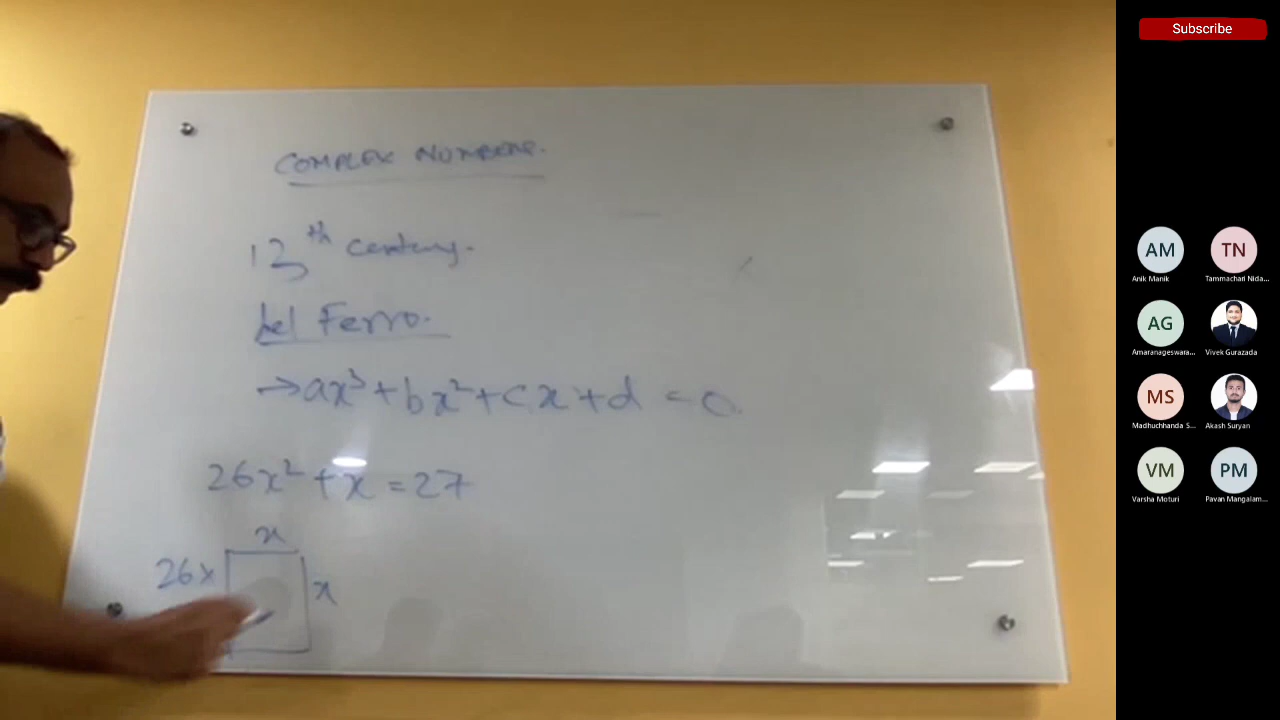 COMPLEX NUMBERS.
13th century.
del Ferro.
→ax³+bx²+cx+d =0.
26x²+x=27
x
26x
x
Subscribe
AM
Anik Manik
TN
Tammachari Nida...
AG
Amaranageswara...
Vivek Gurazada
MS
Madhuchhanda S...
Akash Suryan
VM
Varsha Moturi
PM
Pavan Mangalam...